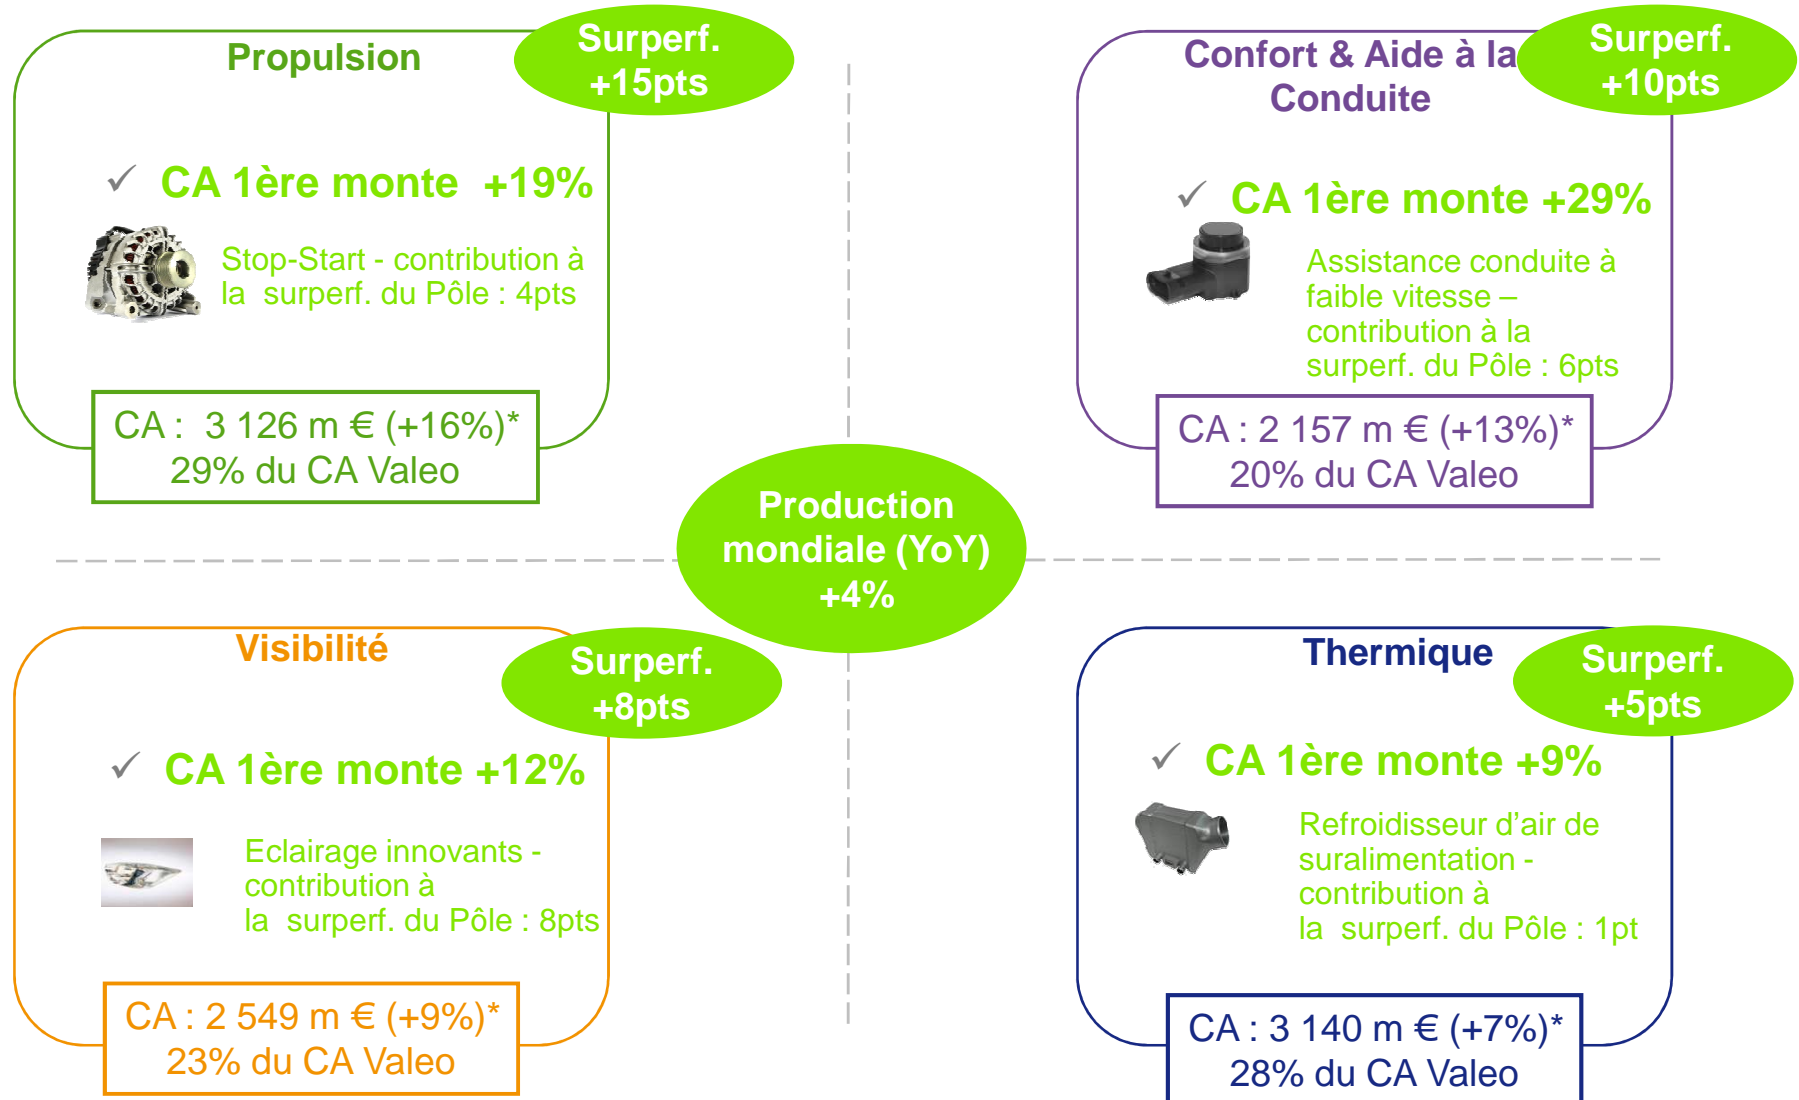 Propulsion
Surperf.
+15pts
✓ CA 1ère monte +19%
Stop-Start - contribution à
la surperf. du Pôle : 4pts
CA : 3 126 m € (+16%)*
29% du CA Valeo
Confort & Aide à la
Conduite
Surperf.
+10pts
✓ CA 1ère monte +29%
Assistance conduite à
faible vitesse –
contribution à la
surperf. du Pôle : 6pts
CA : 2 157 m € (+13%)*
20% du CA Valeo
Production
mondiale (YoY)
+4%
Visibilité
Surperf.
+8pts
✓ CA 1ère monte +12%
Eclairage innovants -
contribution à
la surperf. du Pôle : 8pts
CA : 2 549 m € (+9%)*
23% du CA Valeo
Thermique
Surperf.
+5pts
✓ CA 1ère monte +9%
Refroidisseur d'air de
suralimentation -
contribution à
la surperf. du Pôle : 1pt
CA : 3 140 m € (+7%)*
28% du CA Valeo